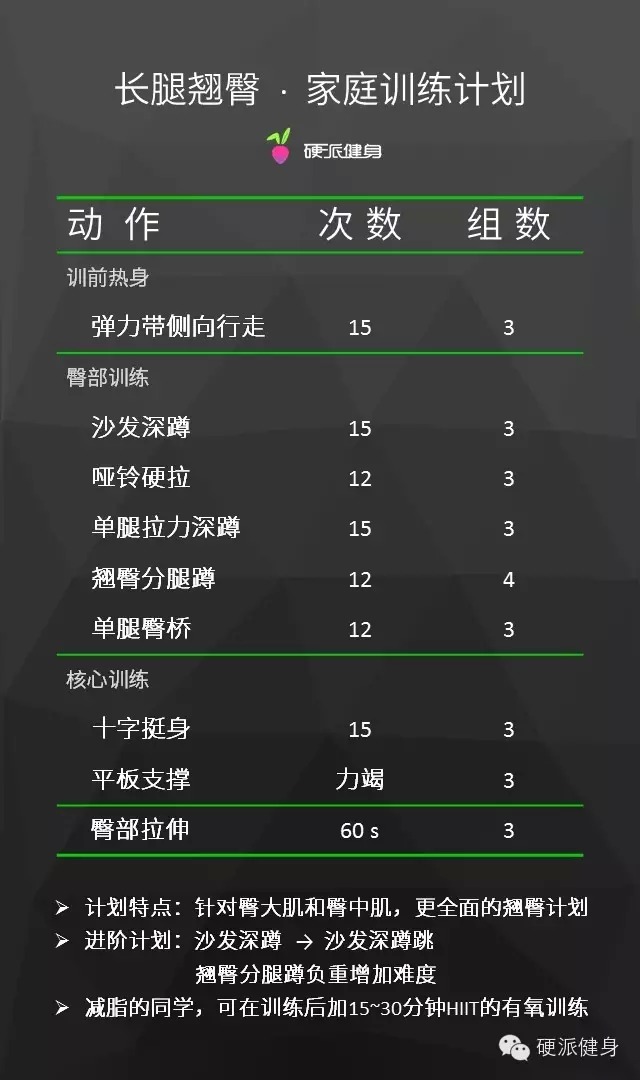 长腿翘臀 · 家庭训练计划
硬派健身
动 作 次 数 组 数
训前热身
弹力带侧向行走 15 3
臀部训练
沙发深蹲 15 3
哑铃硬拉 12 3
单腿拉力深蹲 15 3
翘臀分腿蹲 12 4
单腿臀桥 12 3
核心训练
十字挺身 15 3
平板支撑 力竭 3
臀部拉伸 60 s 3
➢ 计划特点：针对臀大肌和臀中肌，更全面的翘臀计划
➢ 进阶计划：沙发深蹲 → 沙发深蹲跳
翘臀分腿蹲负重增加难度
➢ 减脂的同学，可在训练后加15~30分钟HIIT的有氧训练
硬派健身